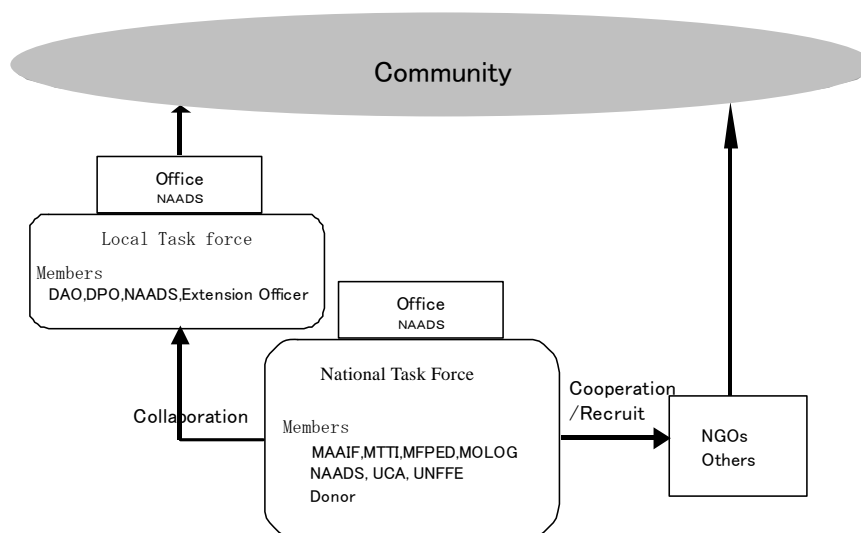 Community
Office
NAADS
Local Task force
Members
DAO,DPO,NAADS,Extension Officer
Office
NAADS
National Task Force
Members
MAAIF,MTTI,MFPED,MOLOG
NAADS, UCA, UNFFE
Donor
Collaboration
Cooperation
/Recruit
NGOs
Others